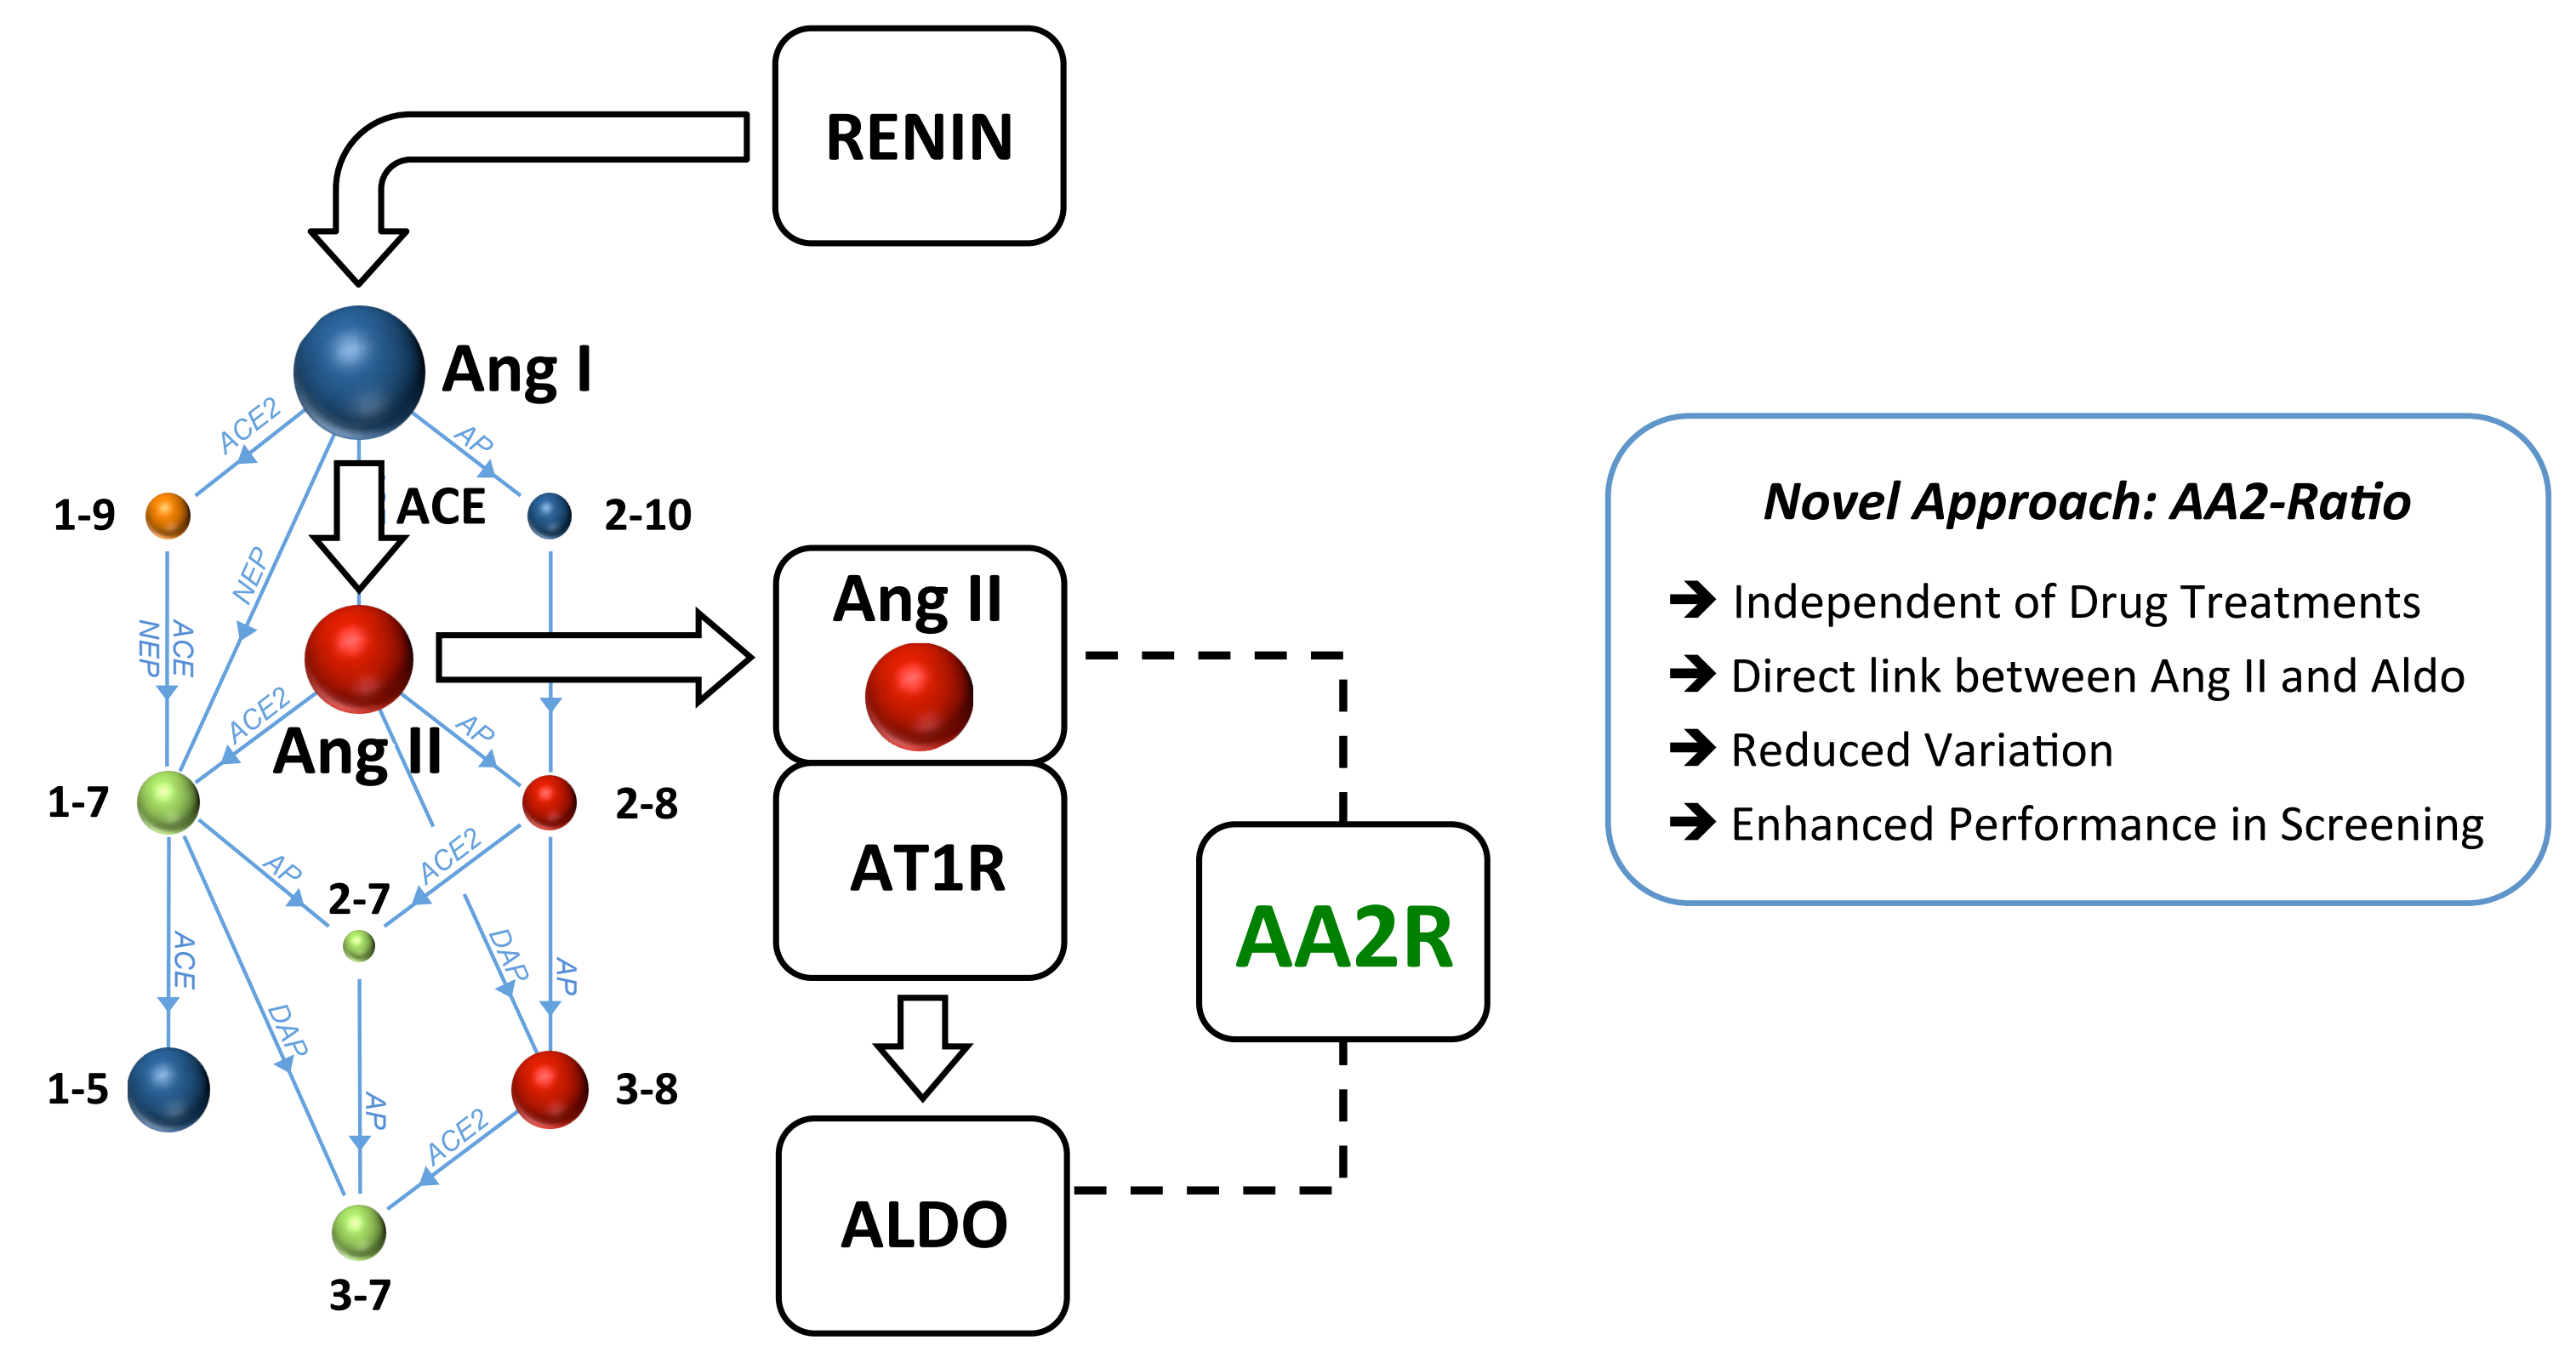 RENIN
Ang I
ACE2
AP
ACE
1-9
2-10
NEP
ACE
NEP
Ang II
Ang II
ACE2
AP
1-7
2-8
AT1R
AP
ACE2
2-7
ACE
DAP
AP
DAP
AP
1-5
3-8
ACE2
3-7
ALDO
AA2R
Novel Approach: AA2-Ratio
➔ Independent of Drug Treatments
➔ Direct link between Ang II and Aldo
➔ Reduced Variation
➔ Enhanced Performance in Screening